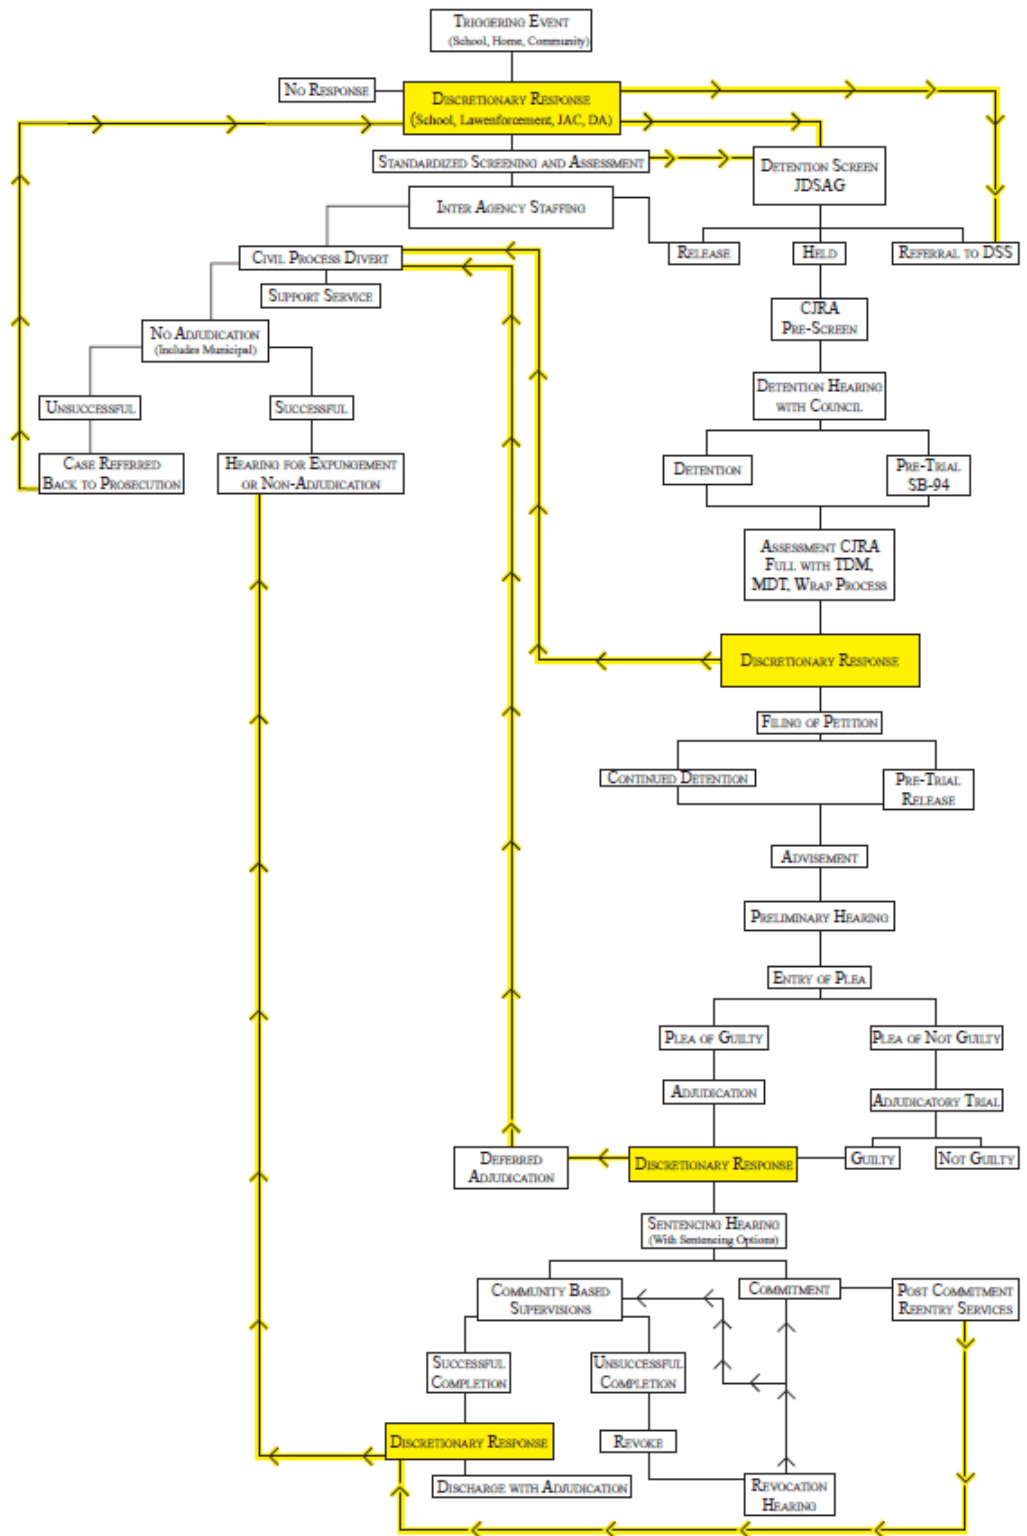 Triggering Event
(School, Home, Community)
No Response
Discretionary Response
(School, Lawenforcement, JAC, DA)
Standardized Screening and Assessment
Detention Screen
JDSAG
Inter Agency Staffing
Release
Held
Referral to DSS
Civil Process Divert
Support Service
CJRA
Pre-Screen
No Adjudication
(Includes Municipal)
Detention Hearing
with Council
Unsuccessful
Successful
Case Referred
Back to Prosecution
Hearing for Expungement
or Non-Adjudication
Detention
Pre-Trial
SB-94
Assessment CJRA
Full with TDM,
MDT, Wrap Process
Discretionary Response
Filing of Petition
Continued Detention
Pre-Trial
Release
Advisement
Preliminary Hearing
Entry of Plea
Plea of Guilty
Plea of Not Guilty
Adjudication
Adjudicatory Trial
Deferred
Adjudication
Discretionary Response
Guilty
Not Guilty
Sentencing Hearing
(With Sentencing Options)
Community Based
Supervisions
Commitment
Post Commitment
Reentry Services
Successful
Completion
Unsuccessful
Completion
Discretionary Response
Revoke
Discharge with Adjudication
Revocation
Hearing